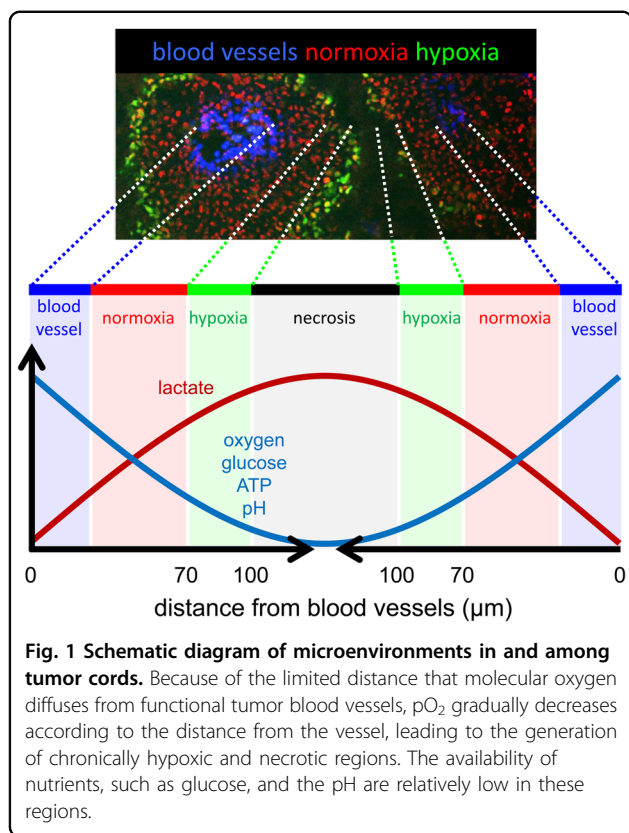 blood vessels normoxia hypoxia
blood vessel normoxia hypoxia necrosis hypoxia normoxia blood vessel
lactate
oxygen
glucose
ATP
pH
0 70 100 100 70 0
distance from blood vessels (µm)
Fig. 1 Schematic diagram of microenvironments in and among
tumor cords. Because of the limited distance that molecular oxygen
diffuses from functional tumor blood vessels, pO₂ gradually decreases
according to the distance from the vessel, leading to the generation
of chronically hypoxic and necrotic regions. The availability of
nutrients, such as glucose, and the pH are relatively low in these
regions.